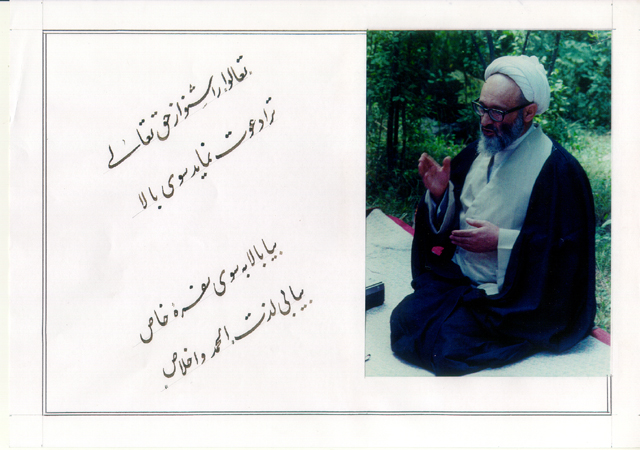 تعالوا را شنو از حق تعالی
ترا دعوت نماید سوی بالا
بیا بالا به سوی سفرهٔ خاص
بیابی لذت الحمد و اخلاص